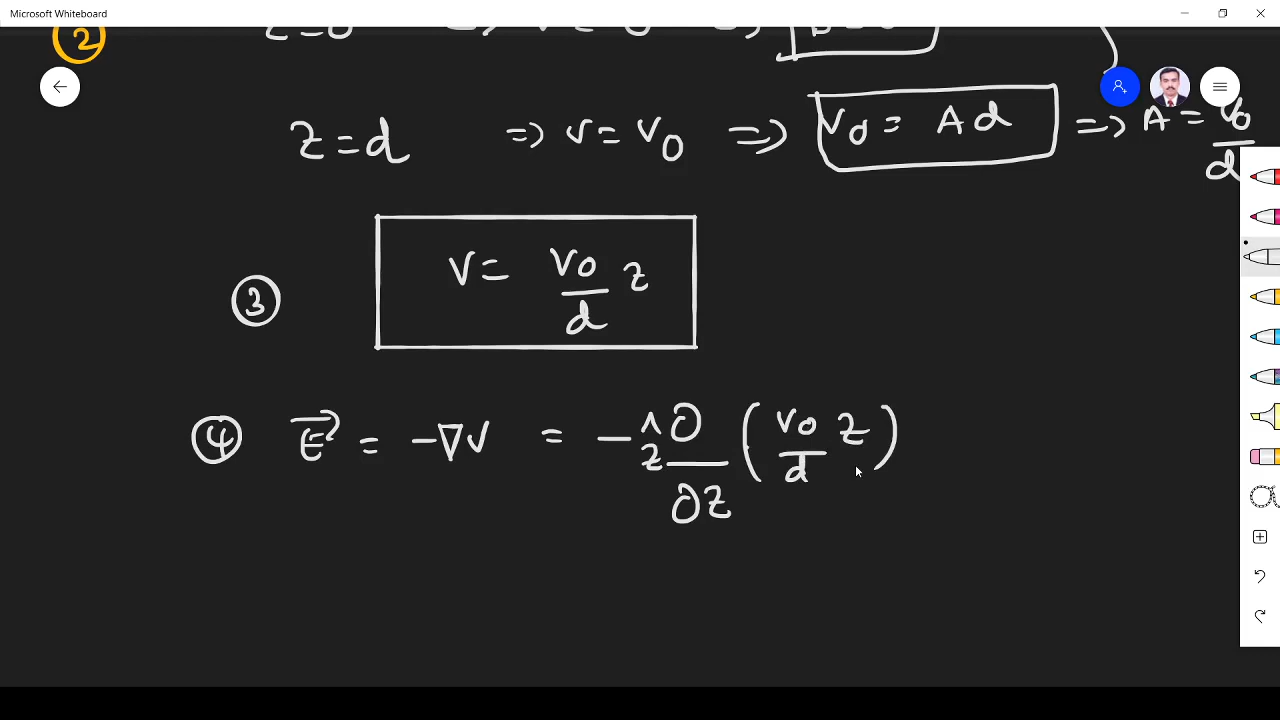 Microsoft Whiteboard
②
z = d ⇒ V = V₀ ⇒ V₀ = Ad ⇒ A = V₀/d
③ V = V₀/d z
④ E⃗ = -∇V = -ẑ ∂/∂z (V₀/d z)